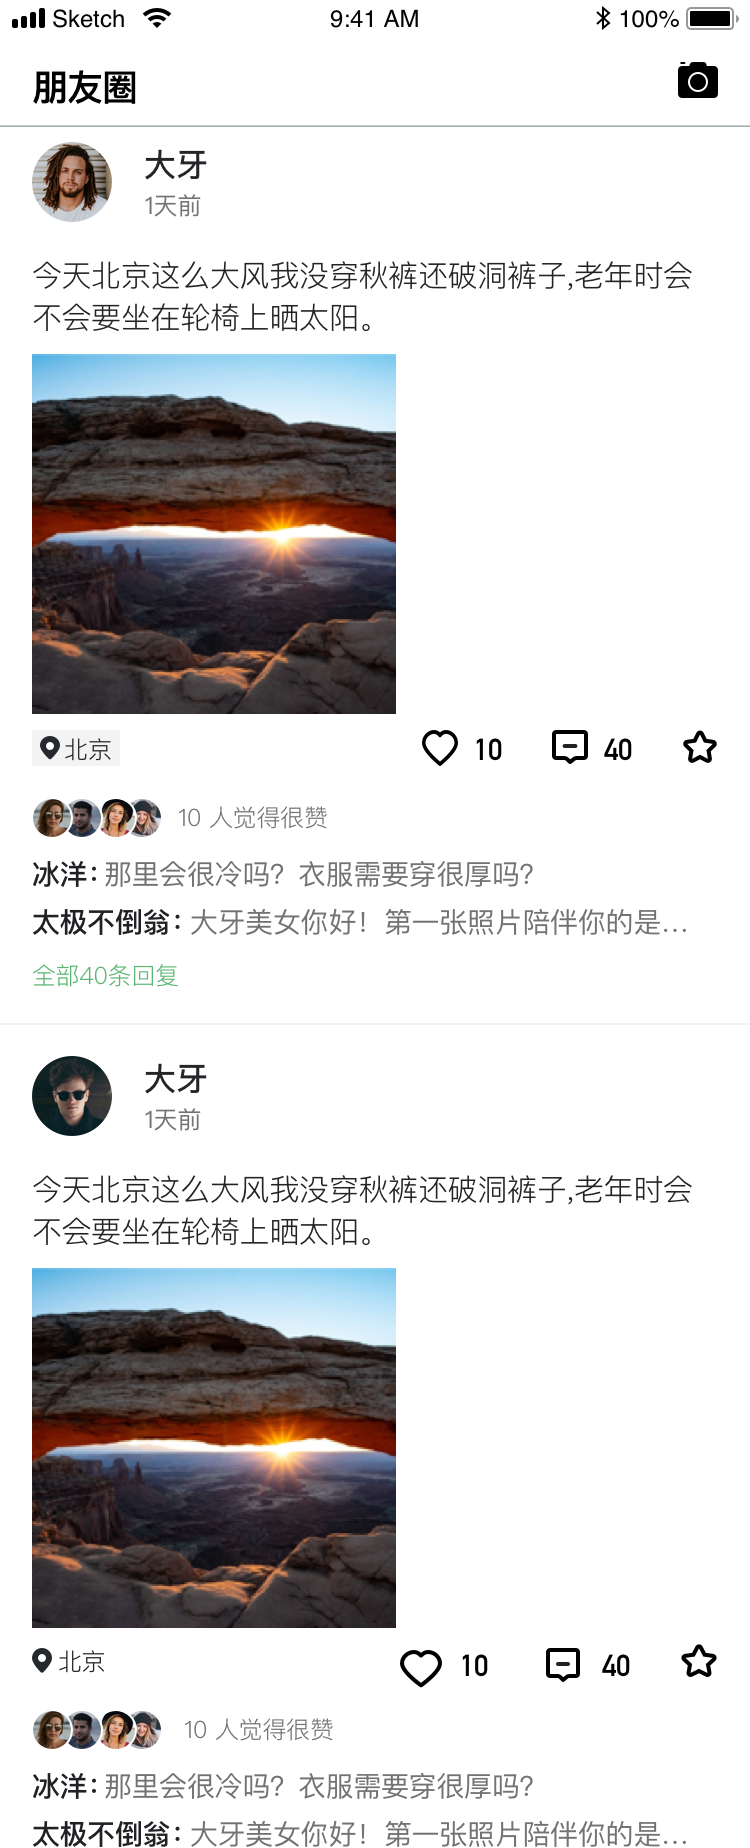 Sketch 9:41 AM 100%
朋友圈
大牙
1天前
今天北京这么大风我没穿秋裤还破洞裤子,老年时会
不会要坐在轮椅上晒太阳。
北京 10 40
10 人觉得很赞
冰洋：那里会很冷吗？衣服需要穿很厚吗？
太极不倒翁：大牙美女你好！第一张照片陪伴你的是...
全部40条回复
大牙
1天前
今天北京这么大风我没穿秋裤还破洞裤子,老年时会
不会要坐在轮椅上晒太阳。
北京 10 40
10 人觉得很赞
冰洋：那里会很冷吗？衣服需要穿很厚吗？
太极不倒翁：大牙美女你好！第一张照片陪伴你的是...